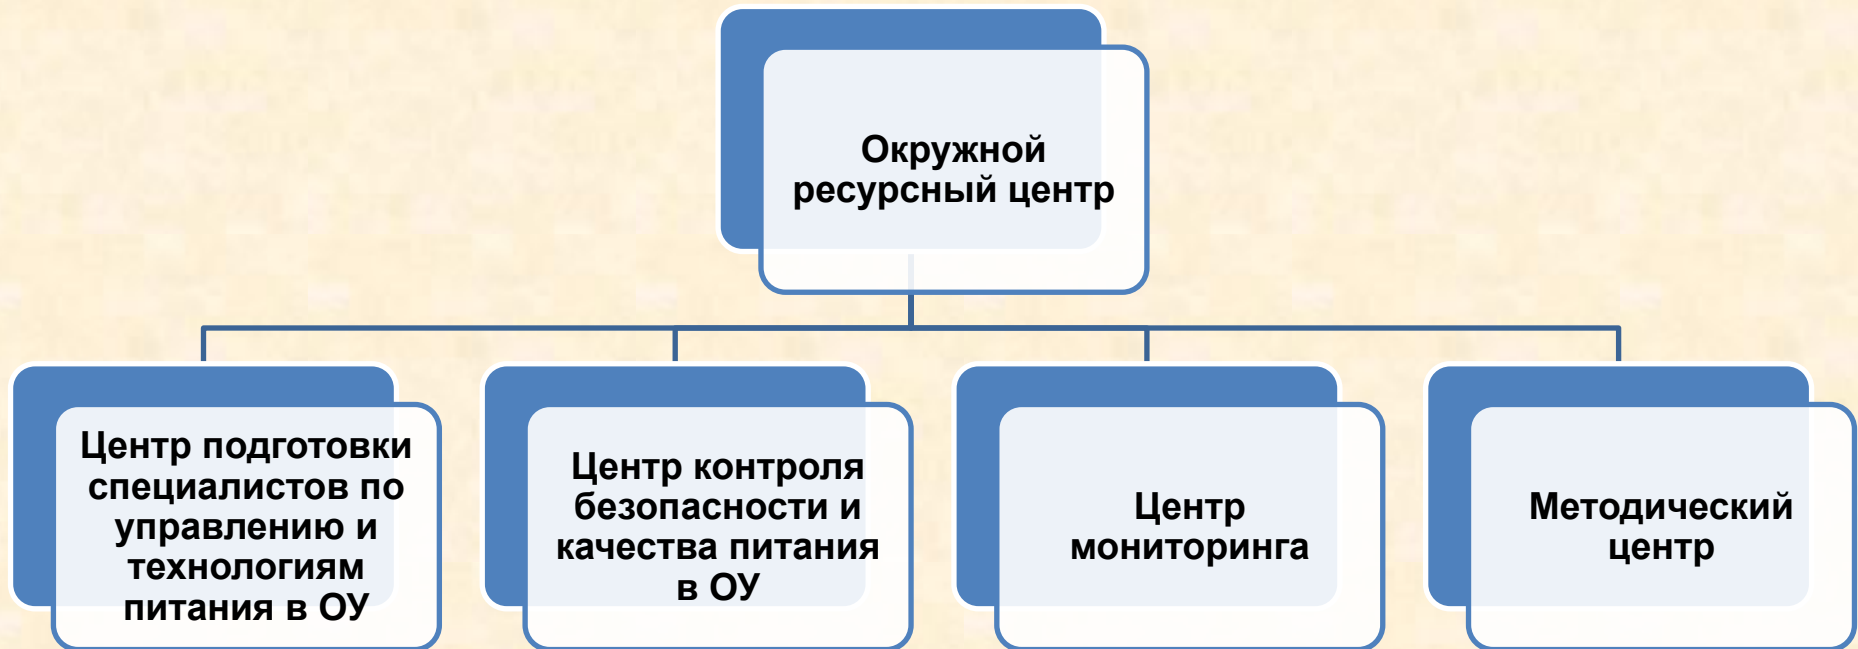 Окружной
ресурсный центр
Центр подготовки
специалистов по
управлению и
технологиям
питания в ОУ
Центр контроля
безопасности и
качества питания
в ОУ
Центр
мониторинга
Методический
центр